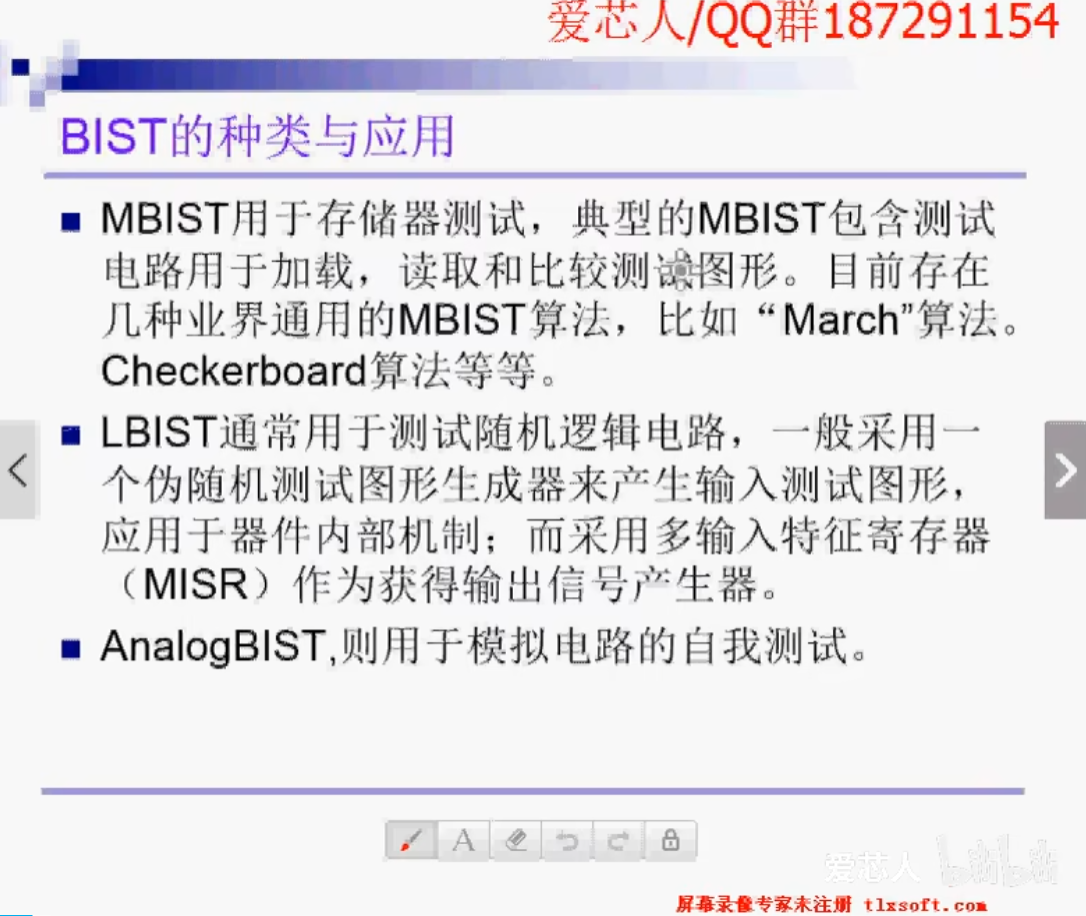 爱芯人/QQ群187291154
BIST的种类与应用
MBIST用于存储器测试，典型的MBIST包含测试
电路用于加载，读取和比较测试图形。目前存在
几种业界通用的MBIST算法，比如“March”算法。
Checkerboard算法等等。
LBIST通常用于测试随机逻辑电路，一般采用一
个伪随机测试图形生成器来产生输入测试图形，
应用于器件内部机制；而采用多输入特征寄存器
（MISR）作为获得输出信号产生器。
AnalogBIST,则用于模拟电路的自我测试。
A
爱芯人 bilibili
屏幕录像专家未注册 tlxsoft.com